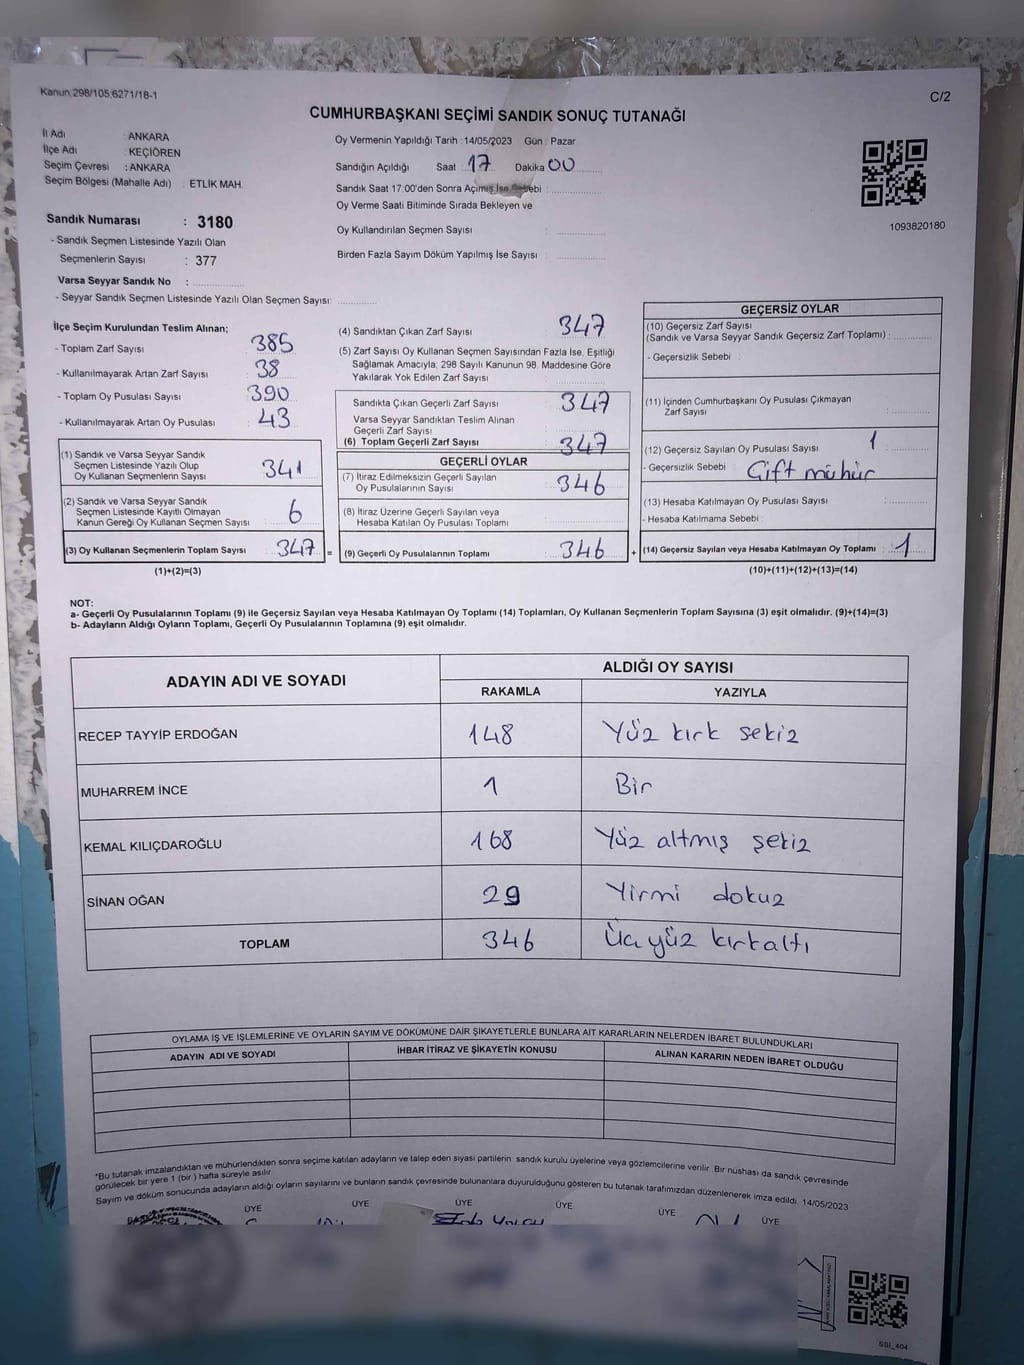 Kanun:298/105;6271/18-1
C/2
CUMHURBAŞKANI SEÇİMİ SANDIK SONUÇ TUTANAĞI
İl Adı : ANKARA
İlçe Adı : KEÇİÖREN
Seçim Çevresi : ANKARA
Seçim Bölgesi (Mahalle Adı) : ETLİK MAH.
Oy Vermenin Yapıldığı Tarih : 14/05/2023 Gün : Pazar
Sandığın Açıldığı Saat 17 Dakika 00
Sandık Saat 17:00'den Sonra Açılmış İse Sebebi :
Oy Verme Saati Bitiminde Sırada Bekleyen ve
Oy Kullandırılan Seçmen Sayısı :
Birden Fazla Sayım Döküm Yapılmış İse Sayısı :
1093820180
Sandık Numarası : 3180
- Sandık Seçmen Listesinde Yazılı Olan
Seçmenlerin Sayısı : 377
Varsa Seyyar Sandık No :
- Seyyar Sandık Seçmen Listesinde Yazılı Olan Seçmen Sayısı:
İlçe Seçim Kurulundan Teslim Alınan;
- Toplam Zarf Sayısı : 385
- Kullanılmayarak Artan Zarf Sayısı : 38
- Toplam Oy Pusulası Sayısı : 390
- Kullanılmayarak Artan Oy Pusulası : 43
(1) Sandık ve Varsa Seyyar Sandık
Seçmen Listesinde Yazılı Olup
Oy Kullanan Seçmenlerin Sayısı : 341
(2) Sandık ve Varsa Seyyar Sandık
Seçmen Listesinde Kayıtlı Olmayan
Kanun Gereği Oy Kullanan Seçmen Sayısı : 6
(3) Oy Kullanan Seçmenlerin Toplam Sayısı : 347 =
(1)+(2)=(3)
(4) Sandıktan Çıkan Zarf Sayısı : 347
(5) Zarf Sayısı Oy Kullanan Seçmen Sayısından Fazla İse, Eşitliği
Sağlamak Amacıyla; 298 Sayılı Kanunun 98. Maddesine Göre
Yakılarak Yok Edilen Zarf Sayısı :
Sandıkta Çıkan Geçerli Zarf Sayısı : 347
Varsa Seyyar Sandıktan Teslim Alınan
Geçerli Zarf Sayısı :
(6) Toplam Geçerli Zarf Sayısı : 347
GEÇERLİ OYLAR
(7) İtiraz Edilmeksizin Geçerli Sayılan
Oy Pusulalarının Sayısı : 346
(8) İtiraz Üzerine Geçerli Sayılan veya
Hesaba Katılan Oy Pusulası Toplamı :
(9) Geçerli Oy Pusulalarının Toplamı : 346 +
GEÇERSİZ OYLAR
(10) Geçersiz Zarf Sayısı
(Sandık ve Varsa Seyyar Sandık Geçersiz Zarf Toplamı) :
- Geçersizlik Sebebi :
(11) İçinden Cumhurbaşkanı Oy Pusulası Çıkmayan
Zarf Sayısı :
(12) Geçersiz Sayılan Oy Pusulası Sayısı : 1
- Geçersizlik Sebebi : Çift mühür
(13) Hesaba Katılmayan Oy Pusulası Sayısı :
- Hesaba Katılmama Sebebi :
(14) Geçersiz Sayılan veya Hesaba Katılmayan Oy Toplamı : 1
(10)+(11)+(12)+(13)=(14)
NOT:
a- Geçerli Oy Pusulalarının Toplamı (9) ile Geçersiz Sayılan veya Hesaba Katılmayan Oy Toplamı (14) Toplamları, Oy Kullanan Seçmenlerin Toplam Sayısına (3) eşit olmalıdır. (9)+(14)=(3)
b- Adayların Aldığı Oyların Toplamı, Geçerli Oy Pusulalarının Toplamına (9) eşit olmalıdır.
ADAYIN ADI VE SOYADI ALDIĞI OY SAYISI
RAKAMLA YAZIYLA
RECEP TAYYİP ERDOĞAN 148 Yüz kırk sekiz
MUHARREM İNCE 1 Bir
KEMAL KILIÇDAROĞLU 168 Yüz altmış şekiz
SİNAN OĞAN 29 Yirmi dokuz
TOPLAM 346 Üçyüz kırkaltı
OYLAMA İŞ VE İŞLEMLERİNE VE OYLARIN SAYIM VE DÖKÜMÜNE DAİR ŞİKAYETLERLE BUNLARA AİT KARARLARIN NELERDEN İBARET BULUNDUKLARI
ADAYIN ADI VE SOYADI İHBAR İTİRAZ VE ŞİKAYETİN KONUSU ALINAN KARARIN NEDEN İBARET OLDUĞU
*Bu tutanak imzalandıktan ve mühürlendikten sonra seçime katılan adayların ve talep eden siyasi partilerin sandık kurulu üyelerine veya gözlemcilerine verilir. Bir nüshası da sandık çevresinde
görülecek bir yere 1 (bir) hafta süreyle asılır.
Sayım ve döküm sonucunda adayların aldığı oyların sayılarını ve bunların sandık çevresinde bulunanlara duyurulduğunu gösteren bu tutanak tarafımızdan düzenlenerek imza edildi. 14/05/2023
ÜYE ÜYE ÜYE ÜYE ÜYE ÜYE
SSI_404